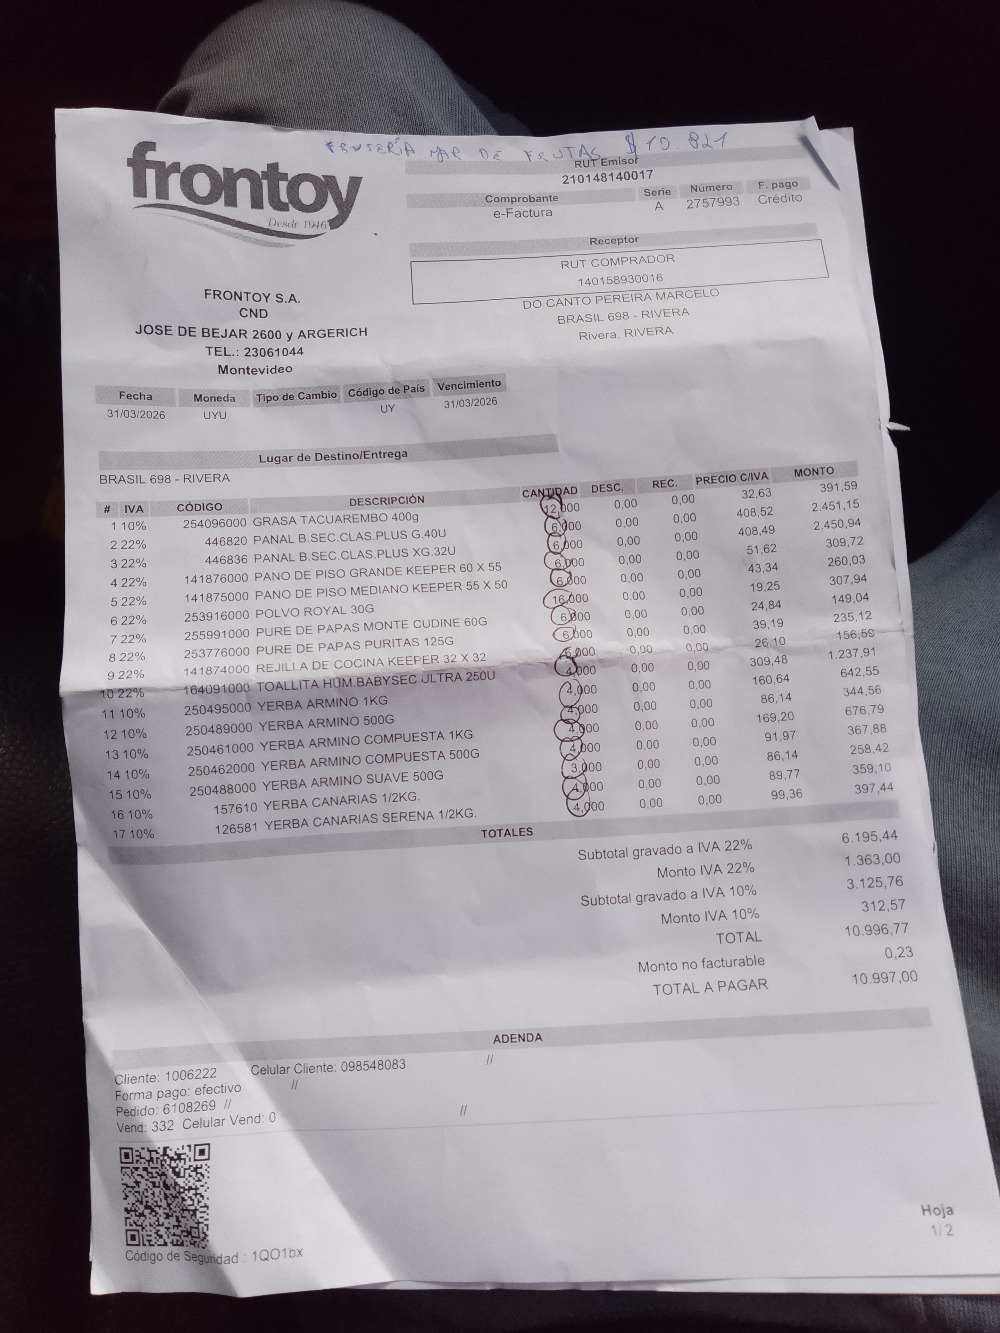 FRUTERÍA MAR DE FRUTAS $ 10.821
frontoy
Desde 1946
RUT Emisor
210148140017
Comprobante Serie Número F. pago
e-Factura A 2757993 Crédito
Receptor
RUT COMPRADOR
140158930016
DO CANTO PEREIRA MARCELO
BRASIL 698 - RIVERA
Rivera, RIVERA
FRONTOY S.A.
CND
JOSE DE BEJAR 2600 y ARGERICH
TEL.: 23061044
Montevideo
Fecha Moneda Tipo de Cambio Código de País Vencimiento
31/03/2026 UYU UY 31/03/2026
Lugar de Destino/Entrega
BRASIL 698 - RIVERA
# IVA CÓDIGO DESCRIPCIÓN CANTIDAD DESC. REC. PRECIO C/IVA MONTO
1 10% 254096000 GRASA TACUAREMBO 400g 12,000 0,00 0,00 32,63 391,59
2 22% 446820 PANAL B.SEC.CLAS.PLUS G.40U 6,000 0,00 0,00 408,52 2.451,15
3 22% 446836 PANAL B.SEC.CLAS.PLUS XG.32U 6,000 0,00 0,00 408,49 2.450,94
4 22% 141876000 PANO DE PISO GRANDE KEEPER 60 X 55 6,000 0,00 0,00 51,62 309,72
5 22% 141875000 PANO DE PISO MEDIANO KEEPER 55 X 50 6,000 0,00 0,00 43,34 260,03
6 22% 253916000 POLVO ROYAL 30G 16,000 0,00 0,00 19,25 307,94
7 22% 255991000 PURE DE PAPAS MONTE CUDINE 60G 6,000 0,00 0,00 24,84 149,04
8 22% 253776000 PURE DE PAPAS PURITAS 125G 6,000 0,00 0,00 39,19 235,12
9 22% 141874000 REJILLA DE COCINA KEEPER 32 X 32 6,000 0,00 0,00 26,10 156,58
10 22% 164091000 TOALLITA HUM.BABYSEC ULTRA 250U 4,000 0,00 0,00 309,48 1.237,91
11 10% 250495000 YERBA ARMINO 1KG 4,000 0,00 0,00 160,64 642,55
12 10% 250489000 YERBA ARMINO 500G 4,000 0,00 0,00 86,14 344,56
13 10% 250461000 YERBA ARMINO COMPUESTA 1KG 4,000 0,00 0,00 169,20 676,79
14 10% 250462000 YERBA ARMINO COMPUESTA 500G 4,000 0,00 0,00 91,97 367,88
15 10% 250488000 YERBA ARMINO SUAVE 500G 3,000 0,00 0,00 86,14 258,42
16 10% 157610 YERBA CANARIAS 1/2KG. 4,000 0,00 0,00 89,77 359,10
17 10% 126581 YERBA CANARIAS SERENA 1/2KG. 4,000 0,00 0,00 99,36 397,44
TOTALES
Subtotal gravado a IVA 22% 6.195,44
Monto IVA 22% 1.363,00
Subtotal gravado a IVA 10% 3.125,76
Monto IVA 10% 312,57
TOTAL 10.996,77
Monto no facturable 0,23
TOTAL A PAGAR 10.997,00
ADENDA
Cliente: 1006222 Celular Cliente: 098548083 //
Forma pago: efectivo //
Pedido: 6108269 //
Vend: 332 Celular Vend: 0 //
Código de Seguridad : 1QO1bx
Hoja
1/2